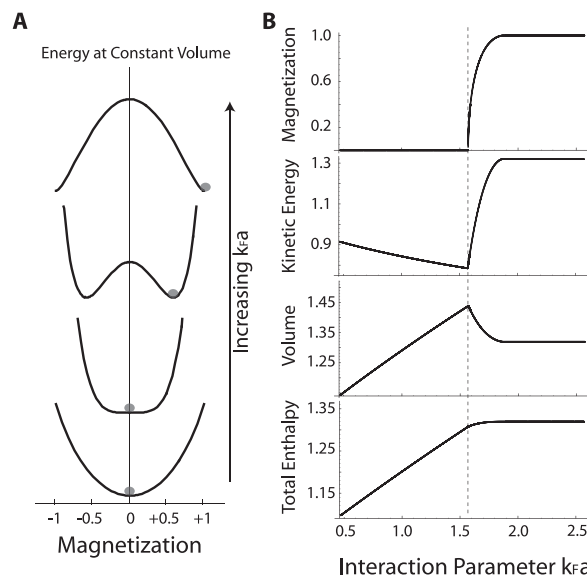 A
Energy at Constant Volume
Increasing kFa
-1 -0.5 0 +0.5 +1
Magnetization
B
Magnetization
1.0
0.6
0.2
Kinetic Energy
1.3
1.1
0.9
Volume
1.45
1.35
1.25
Total Enthalpy
1.35
1.25
1.15
0.5 1.0 1.5 2.0 2.5
Interaction Parameter kFa